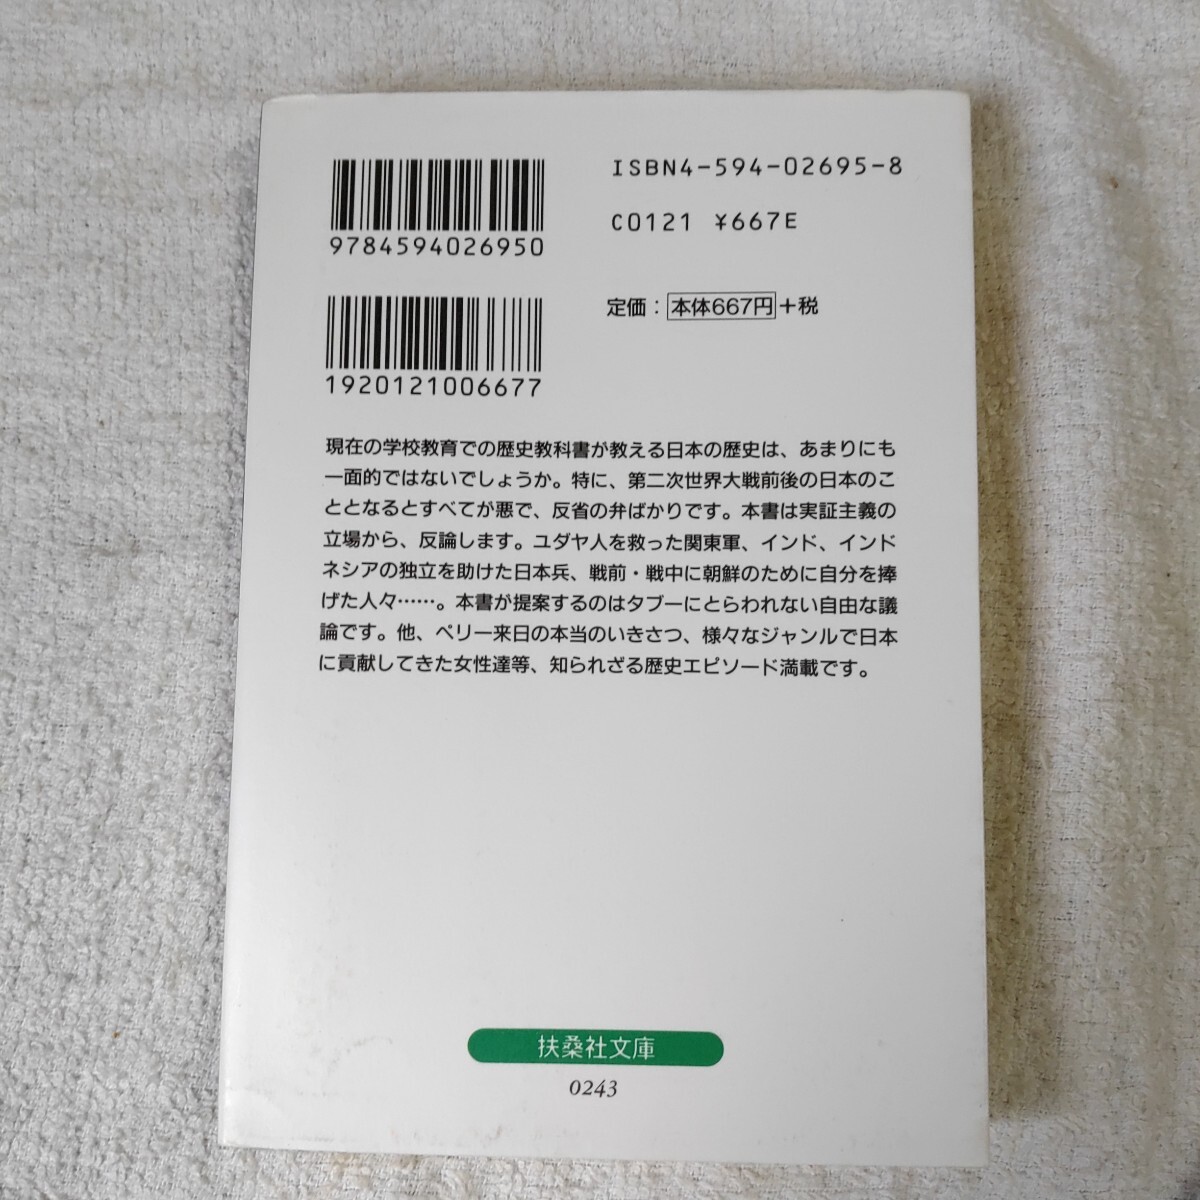 ISBN4-594-02695-8
C0121 ¥667E
9784594026950
定価：本体667円+税
1920121006677
現在の学校教育での歴史教科書が教える日本の歴史は、あまりにも
一面的ではないでしょうか。特に、第二次世界大戦前後の日本のこ
ととなるとすべてが悪で、反省の弁ばかりです。本書は実証主義の
立場から、反論します。ユダヤ人を救った関東軍、インド、インド
ネシアの独立を助けた日本兵、戦前・戦中に朝鮮のために自分を捧
げた人々……。本書が提案するのはタブーにとらわれない自由な議
論です。他、ペリー来日の本当のいきさつ、様々なジャンルで日本
に貢献してきた女性達等、知られざる歴史エピソード満載です。
扶桑社文庫
0243